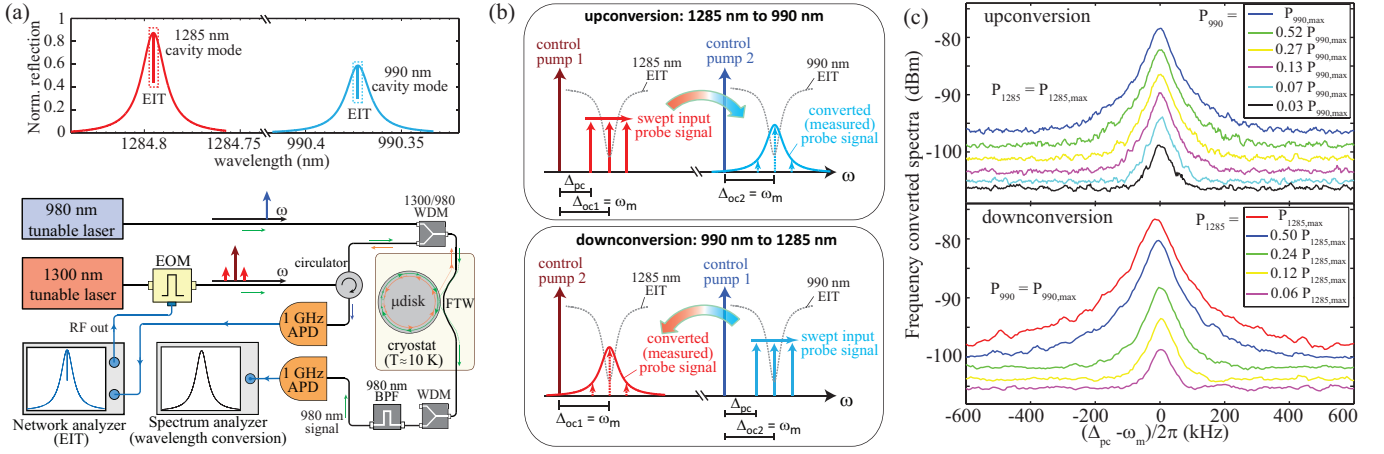 (a)
Norm. reflection
1
0.8
0.6
0.4
0.2
0
1285 nm
cavity mode
EIT
990 nm
cavity mode
EIT
1284.8
1284.75
990.4
990.35
wavelength (nm)
980 nm
tunable laser
ω
1300/980
WDM
1300 nm
tunable laser
EOM
ω
circulator
RF out
1 GHz
APD
μdisk
FTW
cryostat
(T≈10 K)
1 GHz
APD
980 nm
BPF
WDM
980 nm
signal
Network analyzer
(EIT)
Spectrum analyzer
(wavelength conversion)
(b)
upconversion: 1285 nm to 990 nm
control
pump 1
1285 nm
EIT
control
pump 2
990 nm
EIT
swept input
probe signal
converted
(measured)
probe signal
ω
Δpc
Δoc1 = ωm
Δoc2 = ωm
downconversion: 990 nm to 1285 nm
control
pump 2
1285 nm
EIT
control
pump 1
990 nm
EIT
converted
(measured)
probe signal
swept input
probe signal
ω
Δoc1 = ωm
Δpc
Δoc2 = ωm
(c)
Frequency converted spectra (dBm)
upconversion
P990 =
P990,max
0.52 P990,max
0.27 P990,max
0.13 P990,max
0.07 P990,max
0.03 P990,max
P1285 = P1285,max
-80
-90
-100
downconversion
P1285 =
P1285,max
0.50 P1285,max
0.24 P1285,max
0.12 P1285,max
0.06 P1285,max
P990 = P990,max
-80
-90
-100
-600
-400
-200
0
200
400
600
(Δpc -ωm)/2π (kHz)